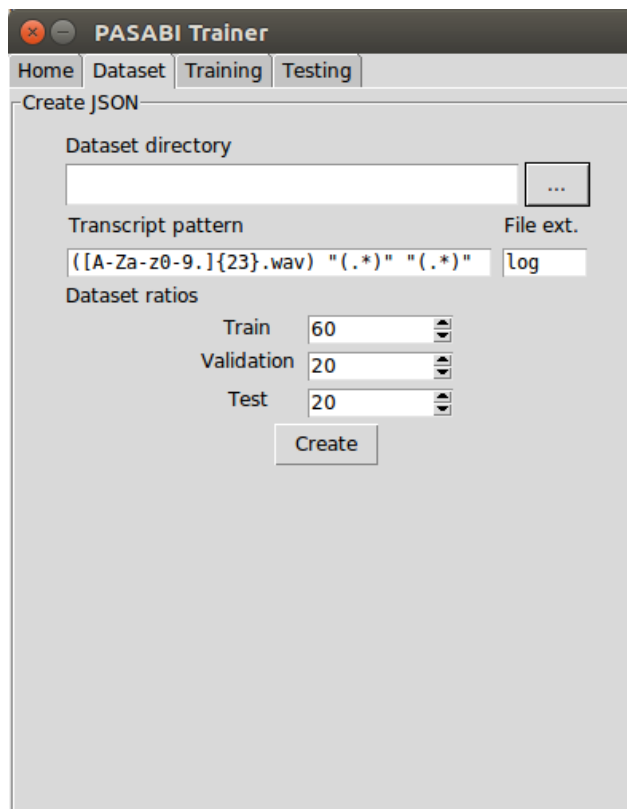 PASABI Trainer
Home Dataset Training Testing
Create JSON
Dataset directory
...
Transcript pattern File ext.
([A-Za-z0-9.]{23}.wav) "(.*)" "(.*)" log
Dataset ratios
Train 60
Validation 20
Test 20
Create